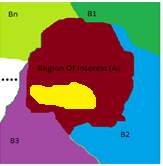 Bn
B1
Region Of Interest (A)
....
B2
B3